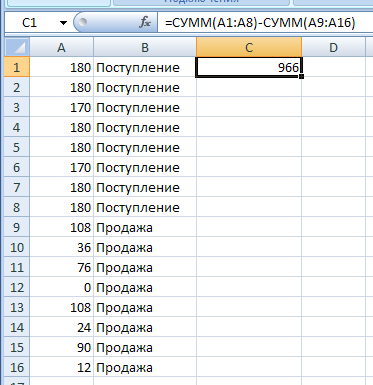 C1 fx =СУММ(A1:A8)-СУММ(A9:A16)
A B C D E
1 180 Поступление 966
2 180 Поступление
3 170 Поступление
4 180 Поступление
5 180 Поступление
6 170 Поступление
7 180 Поступление
8 180 Поступление
9 108 Продажа
10 36 Продажа
11 76 Продажа
12 0 Продажа
13 108 Продажа
14 24 Продажа
15 90 Продажа
16 12 Продажа